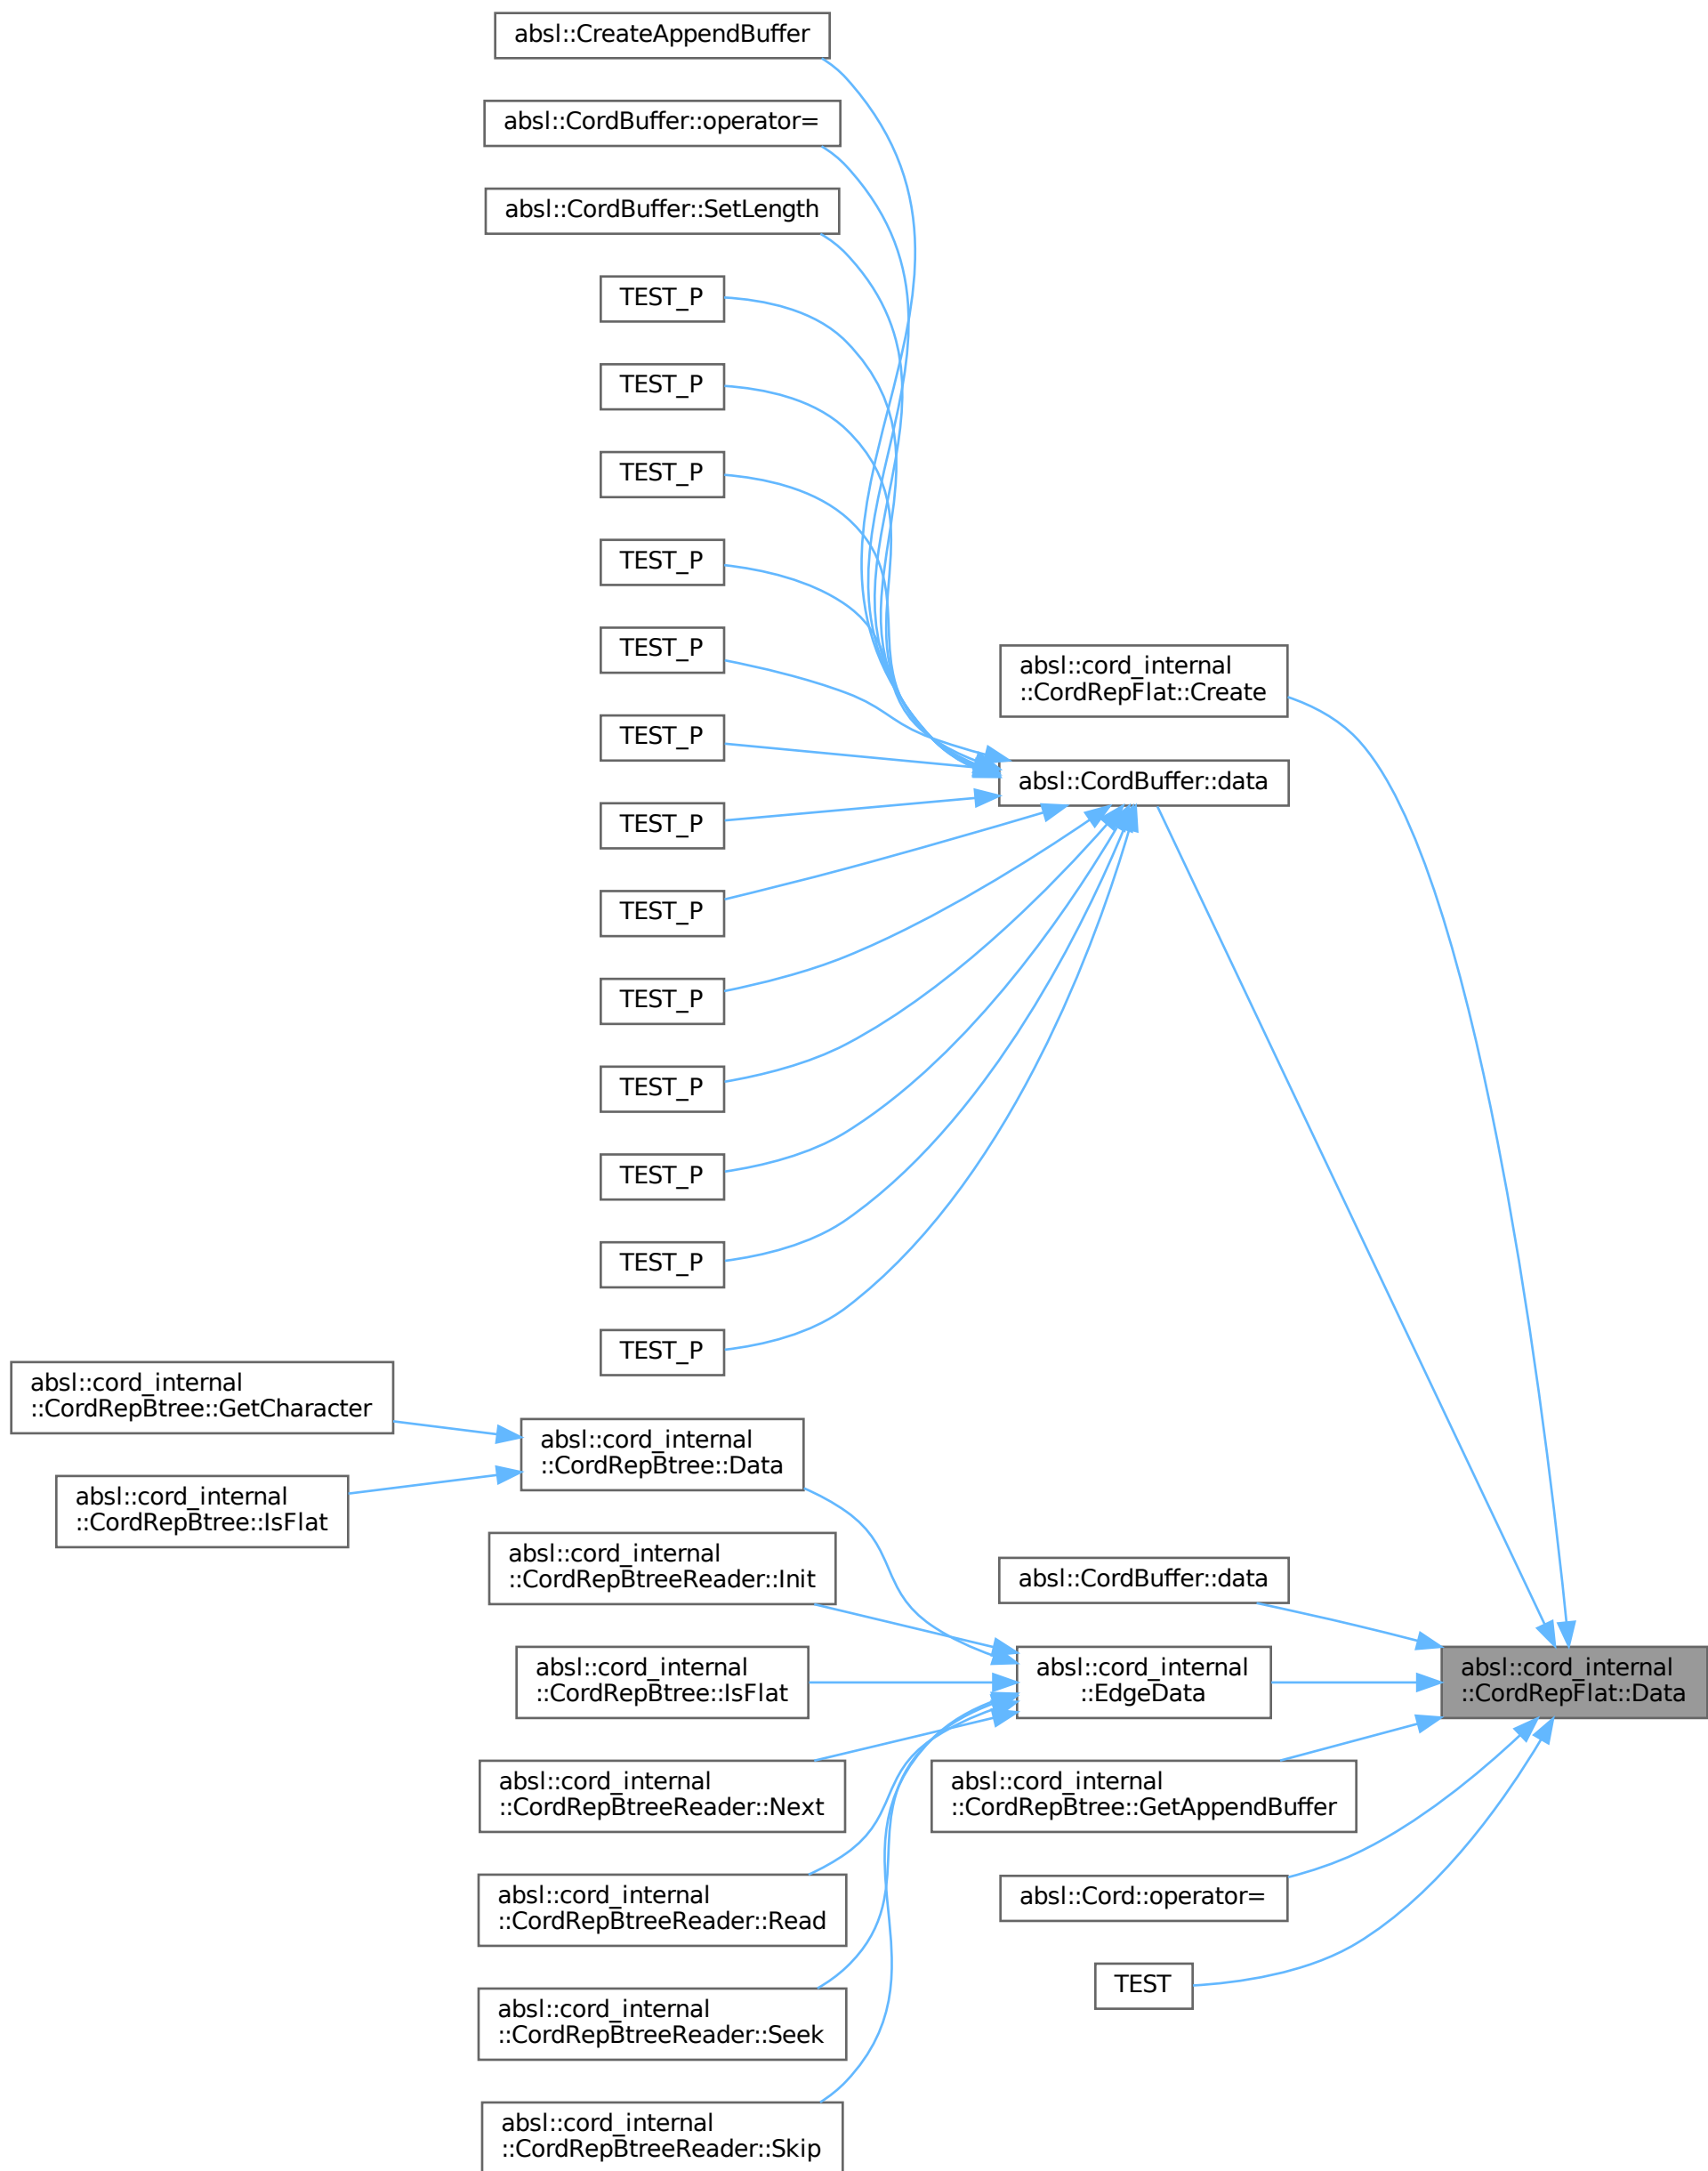 absl::CreateAppendBuffer
absl::CordBuffer::operator=
absl::CordBuffer::SetLength
TEST_P
TEST_P
TEST_P
TEST_P
TEST_P
TEST_P
TEST_P
TEST_P
TEST_P
TEST_P
TEST_P
TEST_P
TEST_P
absl::cord_internal
::CordRepFlat::Create
absl::CordBuffer::data
absl::cord_internal
::CordRepBtree::GetCharacter
absl::cord_internal
::CordRepBtree::IsFlat
absl::cord_internal
::CordRepBtree::Data
absl::cord_internal
::CordRepBtreeReader::Init
absl::cord_internal
::CordRepBtree::IsFlat
absl::cord_internal
::CordRepBtreeReader::Next
absl::cord_internal
::CordRepBtreeReader::Read
absl::cord_internal
::CordRepBtreeReader::Seek
absl::cord_internal
::CordRepBtreeReader::Skip
absl::CordBuffer::data
absl::cord_internal
::EdgeData
absl::cord_internal
::CordRepBtree::GetAppendBuffer
absl::Cord::operator=
TEST
absl::cord_internal
::CordRepFlat::Data